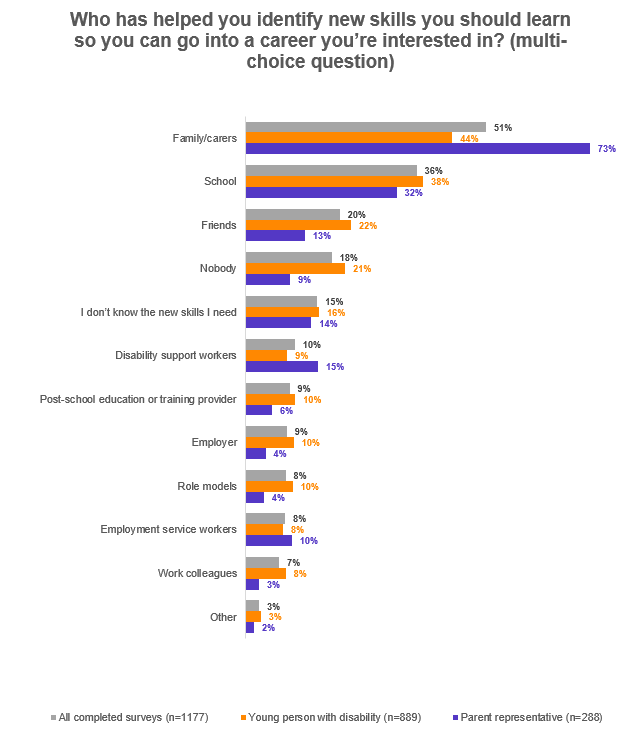 Who has helped you identify new skills you should learn
so you can go into a career you’re interested in? (multi-
choice question)
Family/carers
51%
44%
73%
School
36%
38%
32%
Friends
20%
22%
13%
Nobody
18%
21%
9%
I don’t know the new skills I need
15%
16%
14%
Disability support workers
10%
9%
15%
Post-school education or training provider
9%
10%
6%
Employer
9%
10%
4%
Role models
8%
10%
4%
Employment service workers
8%
8%
10%
Work colleagues
7%
8%
3%
Other
3%
3%
2%
All completed surveys (n=1177) Young person with disability (n=889) Parent representative (n=288)